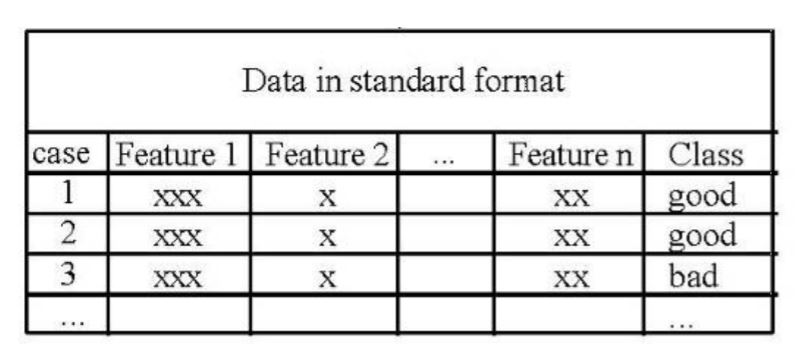 Data in standard format
case Feature 1 Feature 2 ... Feature n Class
1 xxx x xx good
2 xxx x xx good
3 xxx x xx bad
... ...